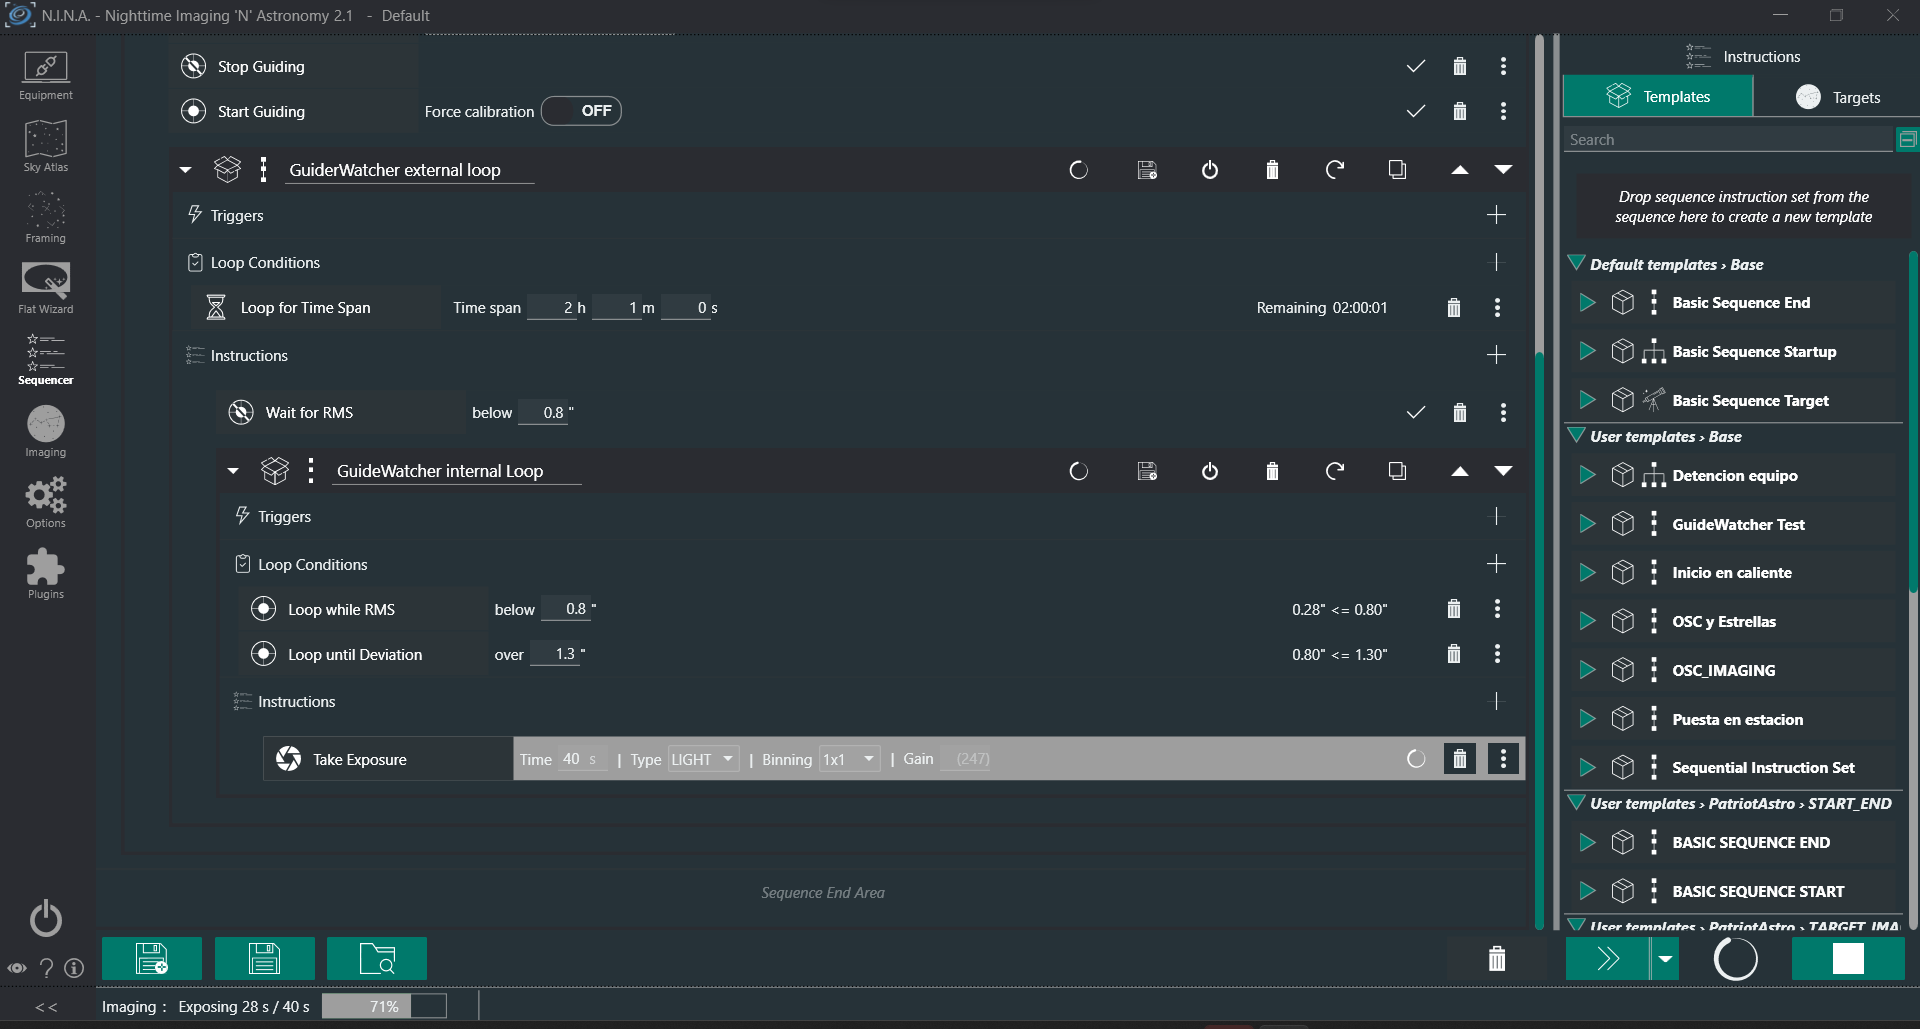 N.I.N.A. - Nighttime Imaging 'N' Astronomy 2.1 - Default
Equipment
Sky Atlas
Framing
Flat Wizard
Sequencer
Imaging
Options
Plugins
Stop Guiding
Start Guiding Force calibration OFF
GuiderWatcher external loop
Triggers
Loop Conditions
Loop for Time Span Time span 2 h 1 m 0 s Remaining 02:00:01
Instructions
Wait for RMS below 0.8 "
GuideWatcher internal Loop
Triggers
Loop Conditions
Loop while RMS below 0.8 " 0.28" <= 0.80"
Loop until Deviation over 1.3 " 0.80" <= 1.30"
Instructions
Take Exposure Time 40 s | Type LIGHT | Binning 1x1 | Gain (247)
Sequence End Area
Instructions
Templates Targets
Search
Drop sequence instruction set from the
sequence here to create a new template
Default templates › Base
Basic Sequence End
Basic Sequence Startup
Basic Sequence Target
User templates › Base
Detencion equipo
GuideWatcher Test
Inicio en caliente
OSC y Estrellas
OSC_IMAGING
Puesta en estacion
Sequential Instruction Set
User templates › PatriotAstro › START_END
BASIC SEQUENCE END
BASIC SEQUENCE START
User templates › PatriotAstro › TARGET_IMA
<< Imaging : Exposing 28 s / 40 s 71%